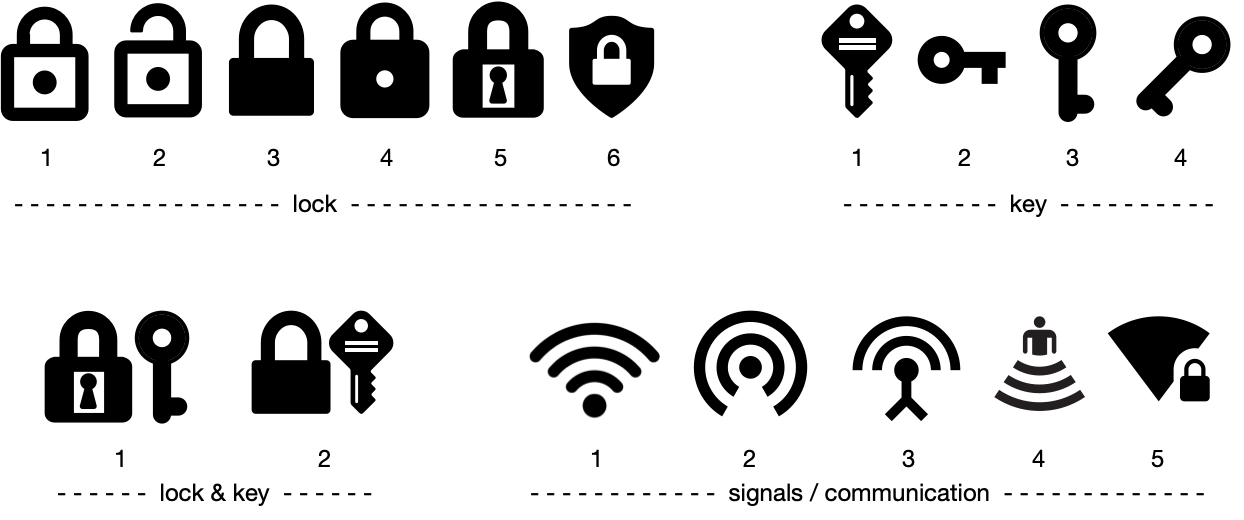 1 2 3 4 5 6
1 2 3 4
lock
key
1 2
1 2 3 4 5
lock & key
signals / communication